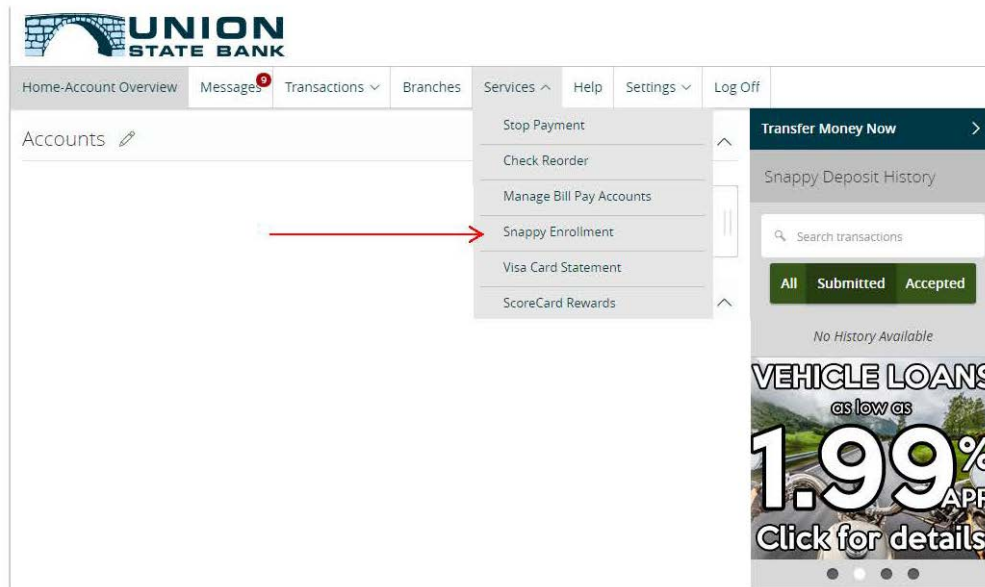 UNION
STATE BANK
Home-Account Overview Messages 9 Transactions Branches Services Help Settings Log Off
Accounts
Stop Payment
Check Reorder
Manage Bill Pay Accounts
Snappy Enrollment
Visa Card Statement
ScoreCard Rewards
Transfer Money Now
Snappy Deposit History
Search transactions
All Submitted Accepted
No History Available
VEHICLE LOANS
as low as
1.99%
APR
Click for details